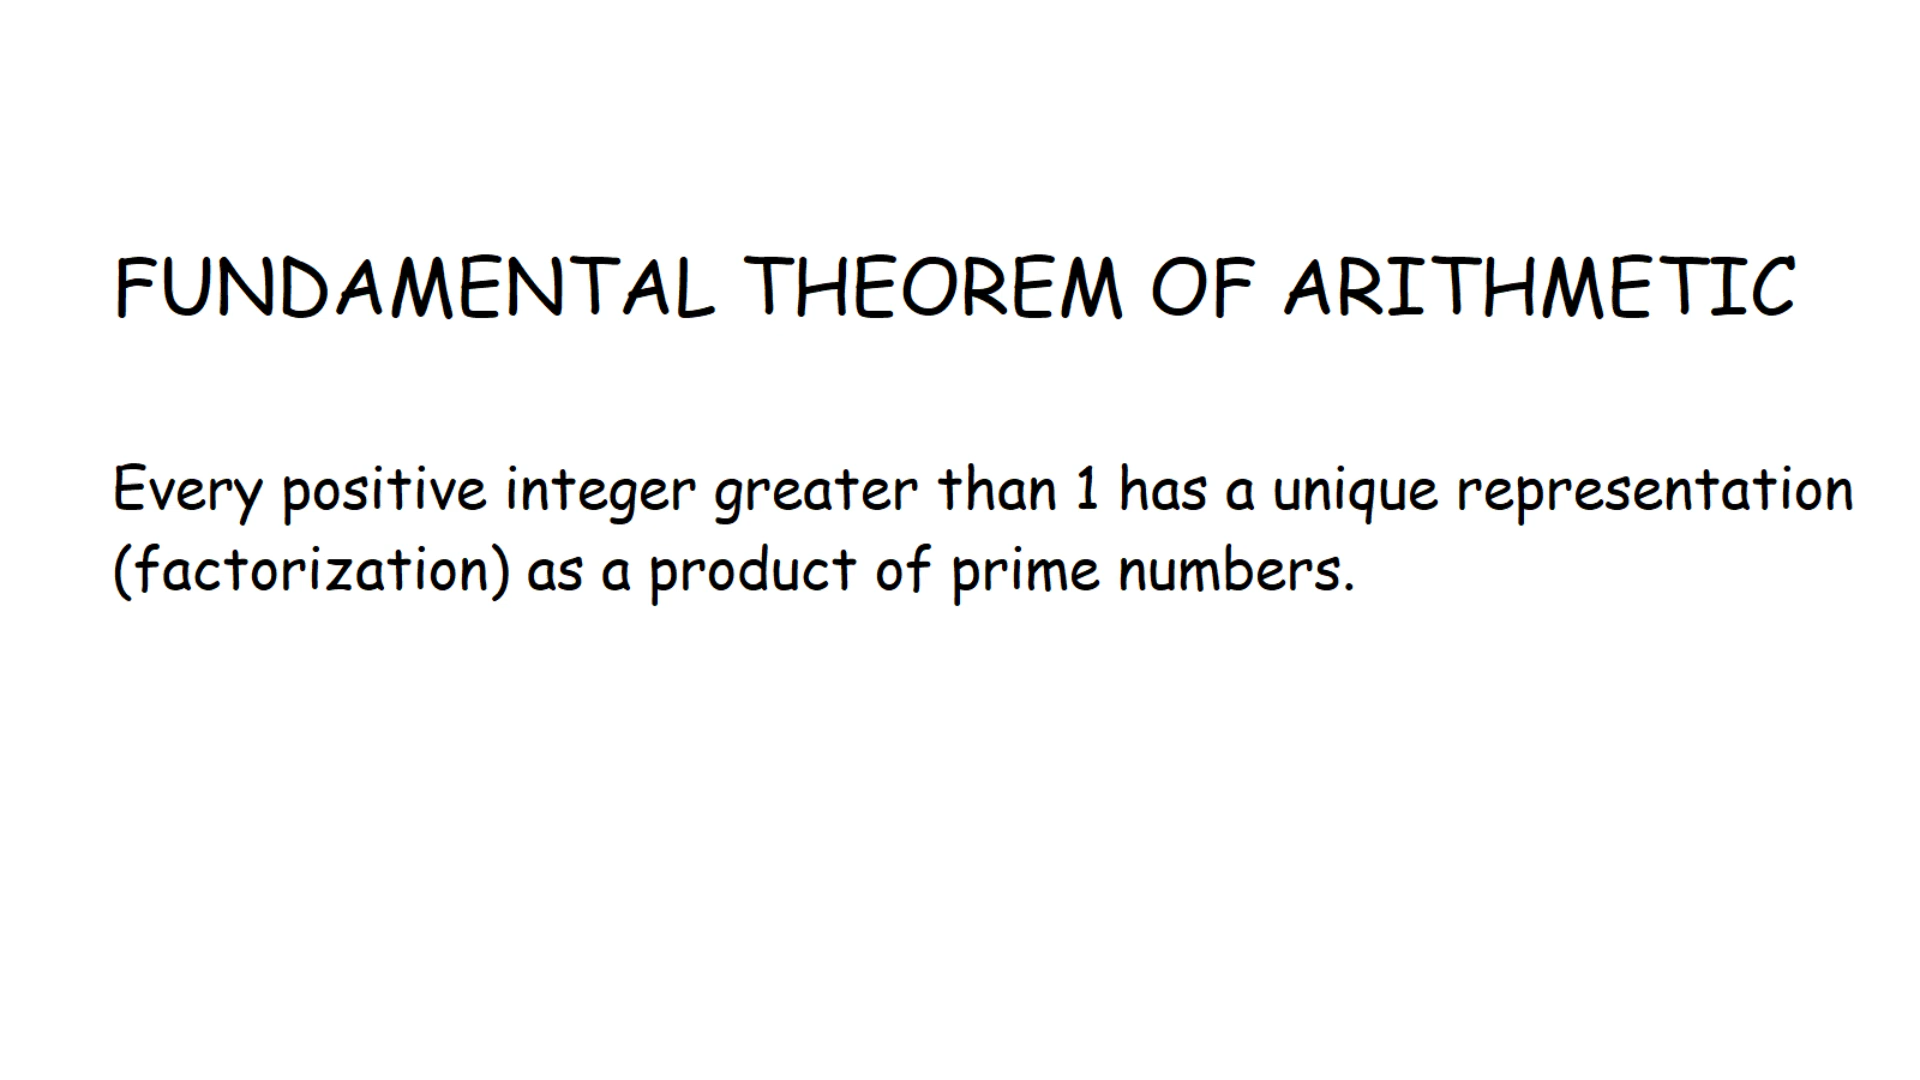 FUNDAMENTAL THEOREM OF ARITHMETIC
Every positive integer greater than 1 has a unique representation
(factorization) as a product of prime numbers.